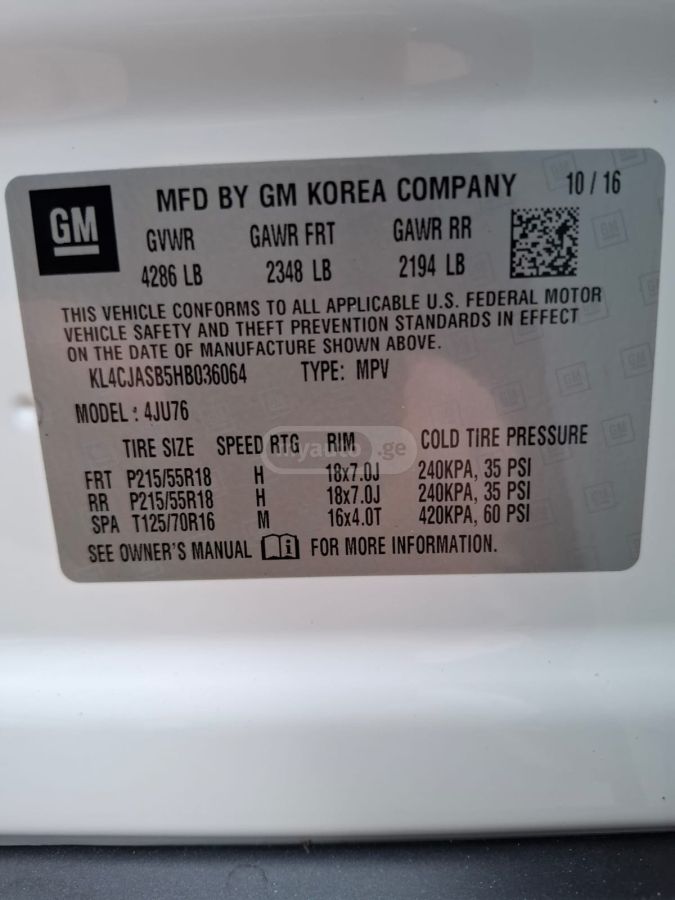 GM
MFD BY GM KOREA COMPANY 10 / 16
GVWR GAWR FRT GAWR RR
4286 LB 2348 LB 2194 LB
THIS VEHICLE CONFORMS TO ALL APPLICABLE U.S. FEDERAL MOTOR
VEHICLE SAFETY AND THEFT PREVENTION STANDARDS IN EFFECT
ON THE DATE OF MANUFACTURE SHOWN ABOVE.
KL4CJASB5HB036064 TYPE: MPV
MODEL : 4JU76
TIRE SIZE SPEED RTG RIM COLD TIRE PRESSURE
myauto.ge
FRT P215/55R18 H 18x7.0J 240KPA, 35 PSI
RR P215/55R18 H 18x7.0J 240KPA, 35 PSI
SPA T125/70R16 M 16x4.0T 420KPA, 60 PSI
SEE OWNER'S MANUAL FOR MORE INFORMATION.